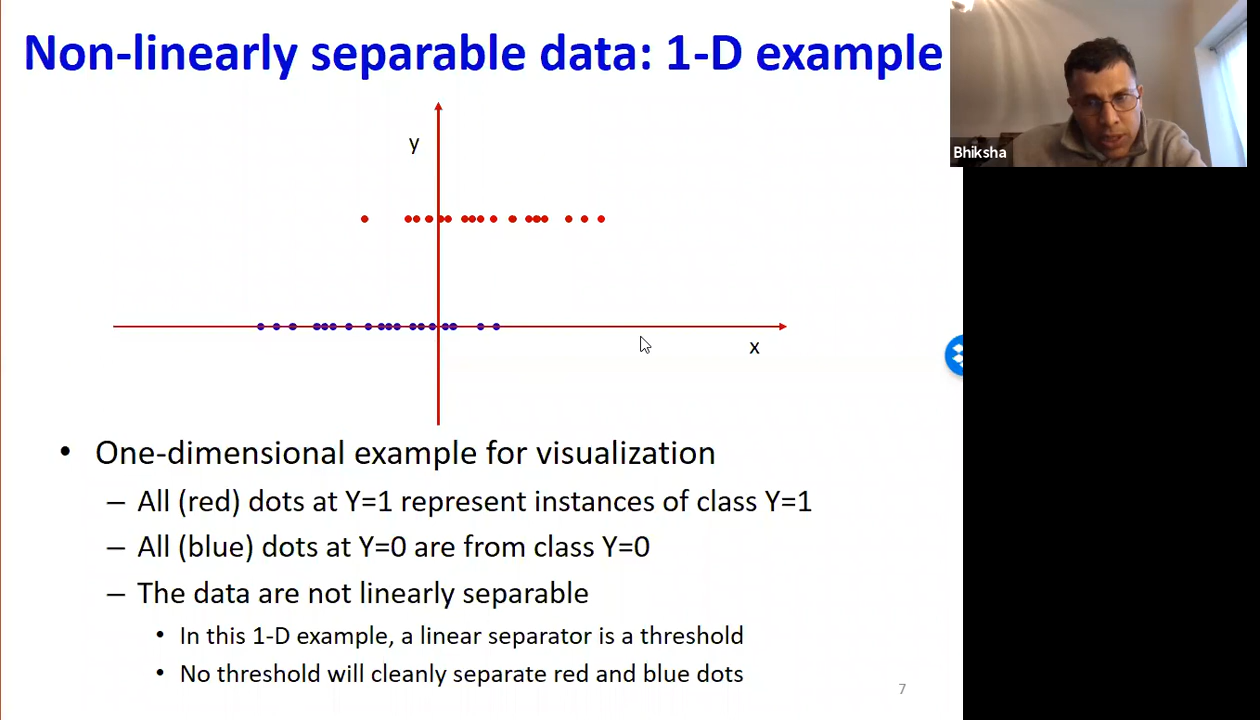 Non-linearly separable data: 1-D example
Bhiksha
y
x
• One-dimensional example for visualization
– All (red) dots at Y=1 represent instances of class Y=1
– All (blue) dots at Y=0 are from class Y=0
– The data are not linearly separable
• In this 1-D example, a linear separator is a threshold
• No threshold will cleanly separate red and blue dots
7